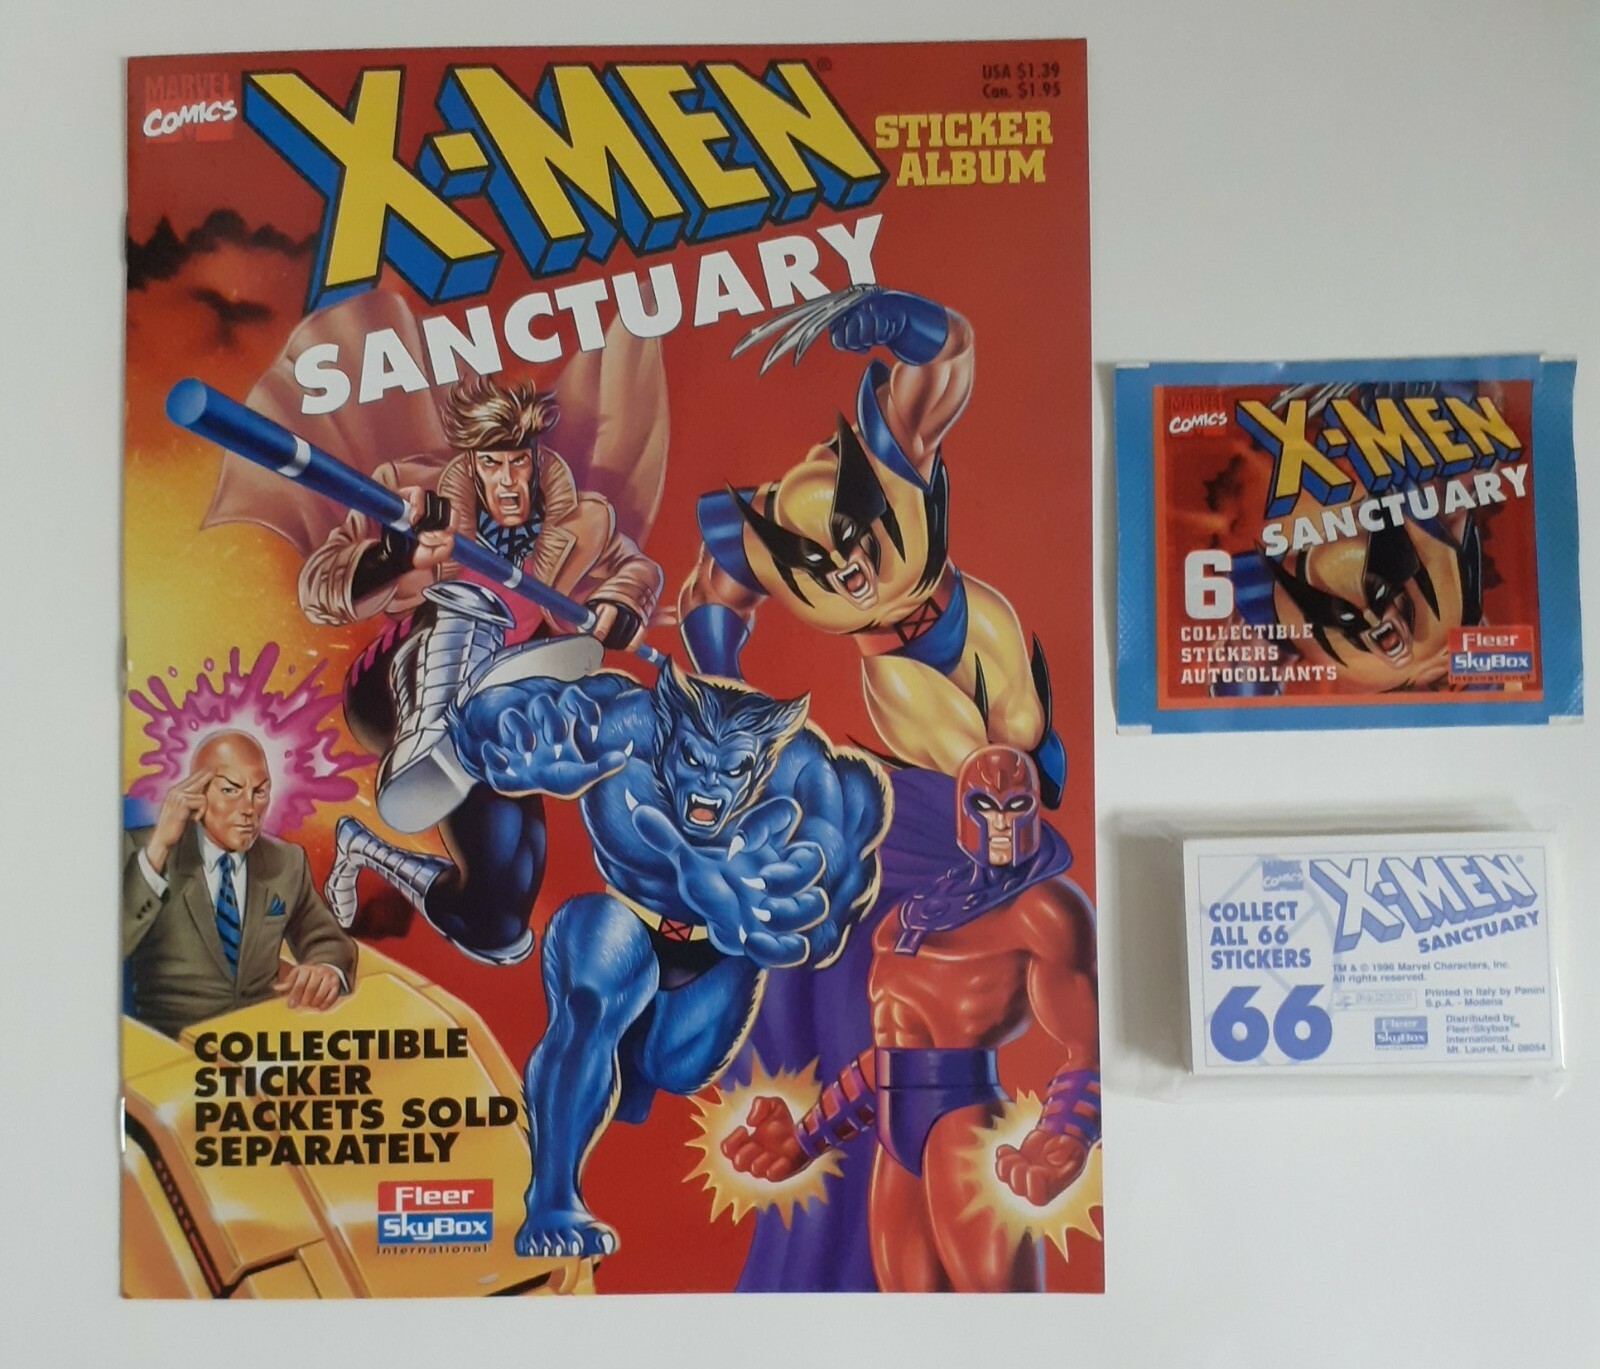 MARVEL
COMICS
X-MEN®
SANCTUARY
USA $1.39
Can. $1.95
STICKER
ALBUM
COLLECTIBLE
STICKER
PACKETS SOLD
SEPARATELY
Fleer
SkyBox
International
MARVEL
COMICS
X-MEN
SANCTUARY
6
COLLECTIBLE
STICKERS
AUTOCOLLANTS
Fleer
SkyBox
International
MARVEL
COMICS
X-MEN®
SANCTUARY
COLLECT
ALL 66
STICKERS
66
TM & © 1996 Marvel Characters, Inc.
All rights reserved.
PANINI
Printed in Italy by Panini
S.p.A. - Modena
Fleer
SkyBox
International
Distributed by
Fleer/Skybox™
International,
Mt. Laurel, NJ 08054